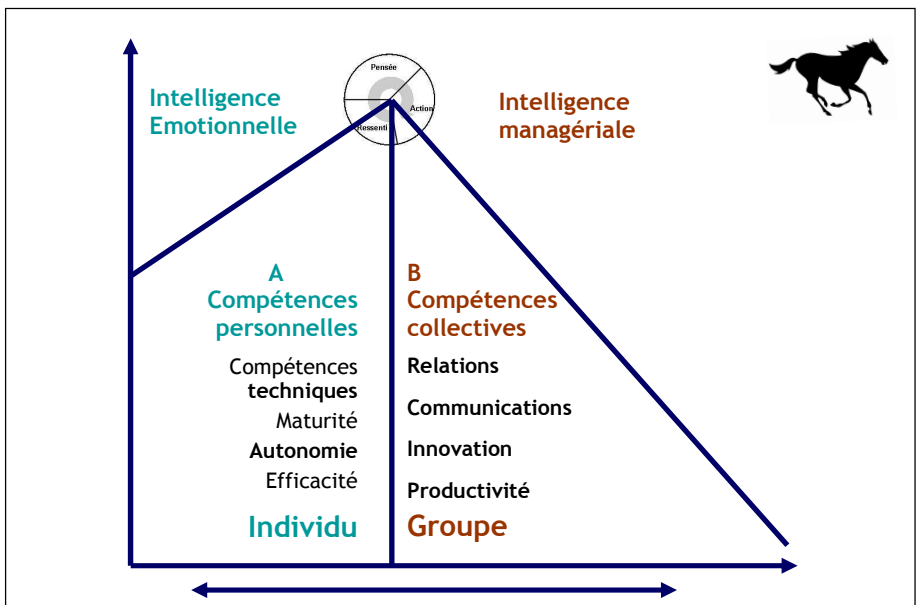 Intelligence
Emotionnelle
Pensée
Action
Ressenti
Intelligence
managériale
A
Compétences
personnelles
Compétences
techniques
Maturité
Autonomie
Efficacité
Individu
B
Compétences
collectives
Relations
Communications
Innovation
Productivité
Groupe